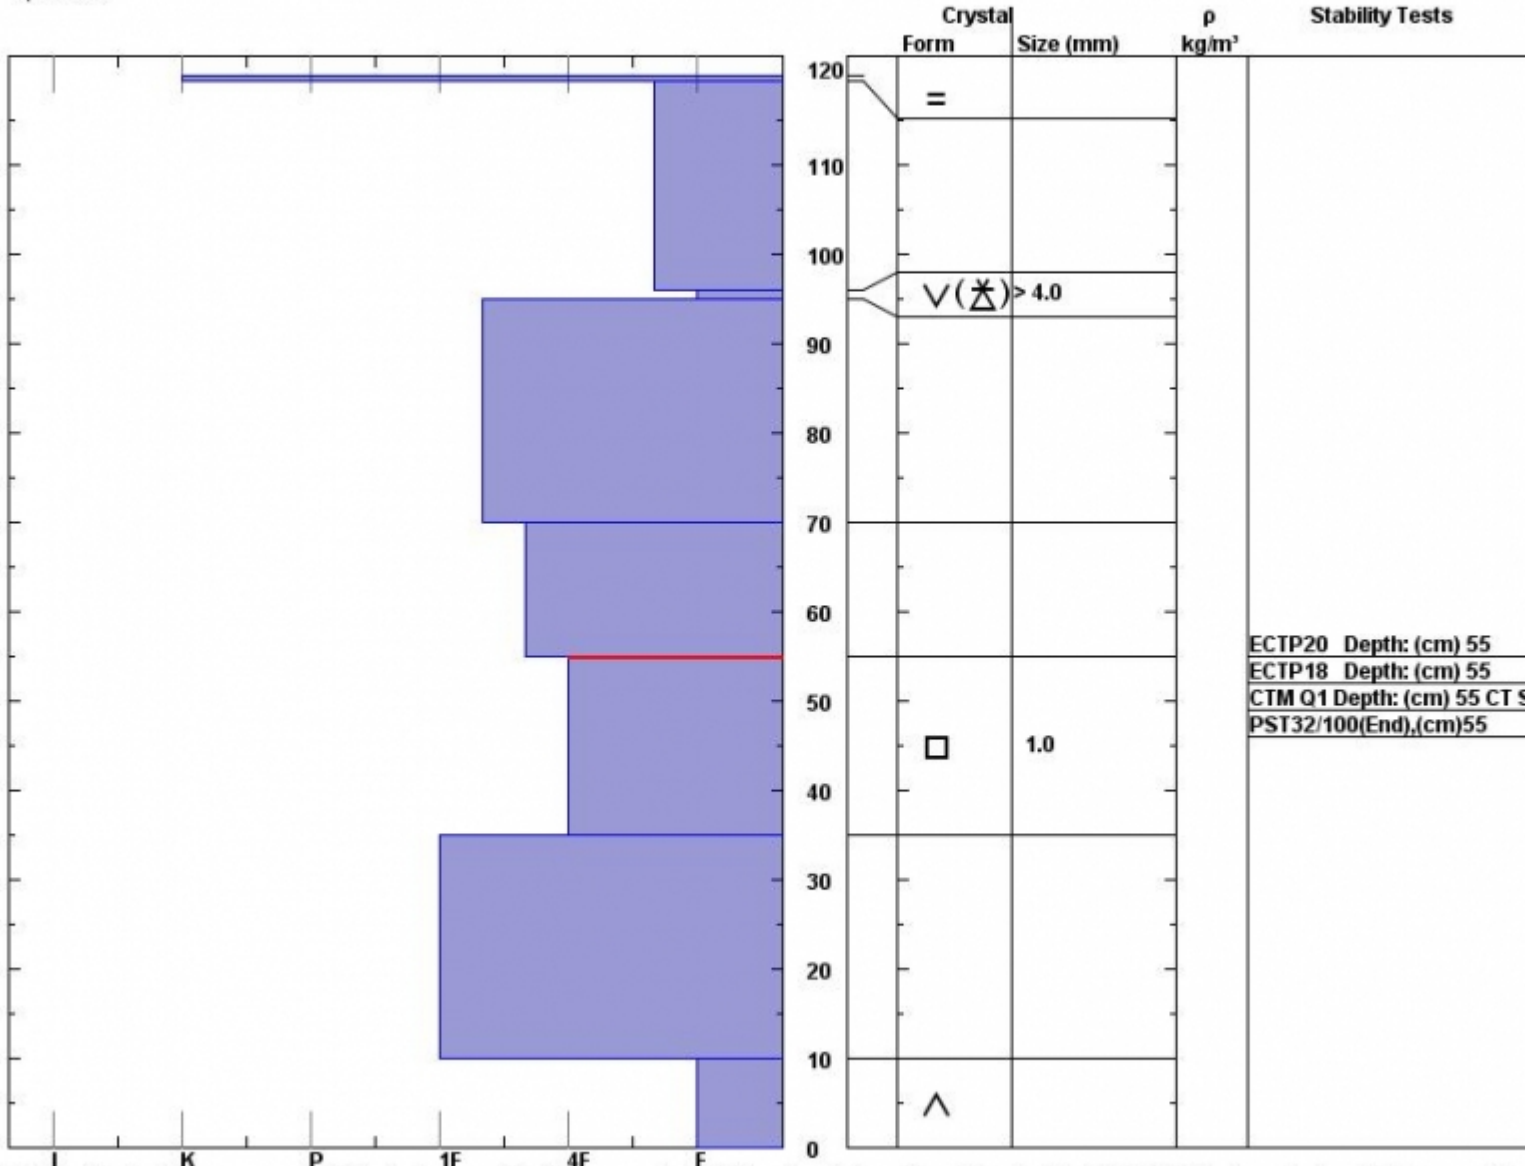 Crystal ρ Stability Tests
Form Size (mm) kg/m³
120
=
110
100
∨(  )> 4.0
90
80
70
60
ECTP20 Depth: (cm) 55
ECTP18 Depth: (cm) 55
50
CTM Q1 Depth: (cm) 55 CT S
PST32/100(End),(cm)55
□ 1.0
40
30
20
10
∧
0
I K P 1F 4F F